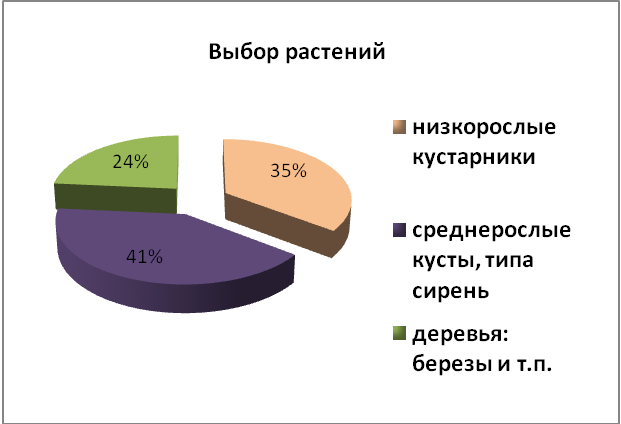 Выбор растений
24%
35%
41%
низкорослые
кустарники
среднерослые
кусты, типа
сирень
деревья:
березы и т.п.